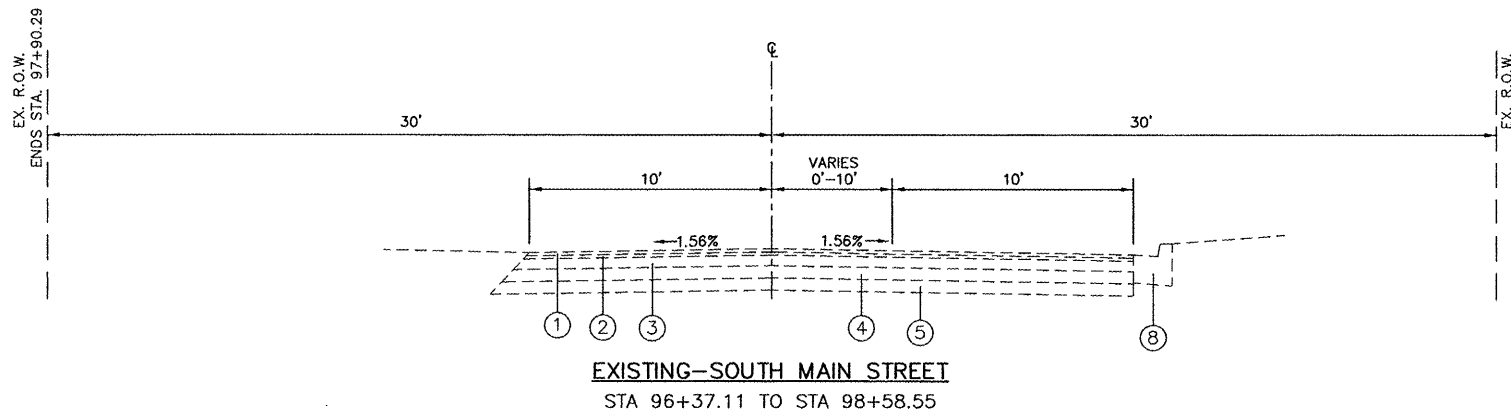 EX. R.O.W.
ENDS STA. 97+90.29
℄
EX. R.O.W.
30'
30'
10'
VARIES
0'-10'
10'
1.56%
1.56%
1
2
3
4
5
8
EXISTING-SOUTH MAIN STREET
STA 96+37.11 TO STA 98+58.55